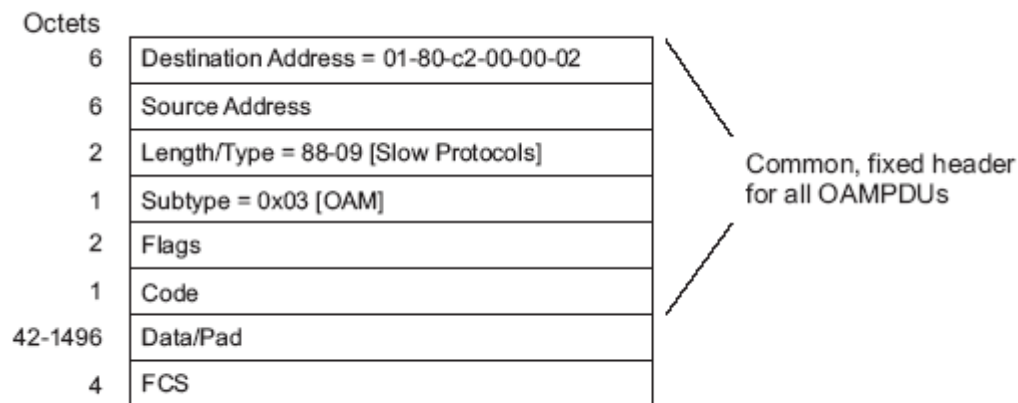 Octets
6 Destination Address = 01-80-c2-00-00-02
6 Source Address
2 Length/Type = 88-09 [Slow Protocols]
1 Subtype = 0x03 [OAM]
2 Flags
1 Code
42-1496 Data/Pad
4 FCS
Common, fixed header
for all OAMPDUs